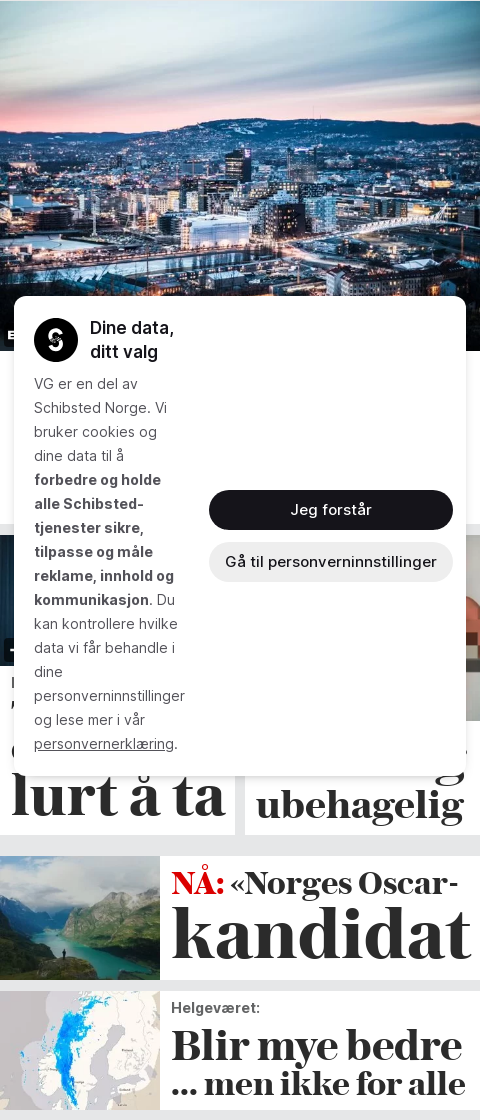 Dine data,
ditt valg
VG er en del av
Schibsted Norge. Vi
bruker cookies og
dine data til å
forbedre og holde
alle Schibsted-
tjenester sikre,
tilpasse og måle
reklame, innhold og
kommunikasjon. Du
kan kontrollere hvilke
data vi får behandle i
dine
personverninnstillinger
og lese mer i vår
personvernerklæring.
Jeg forstår
Gå til personverninnstillinger
lurt å ta
ubehagelig
NÅ: «Norges Oscar-
kandidat
Helgeværet:
Blir mye bedre
... men ikke for alle